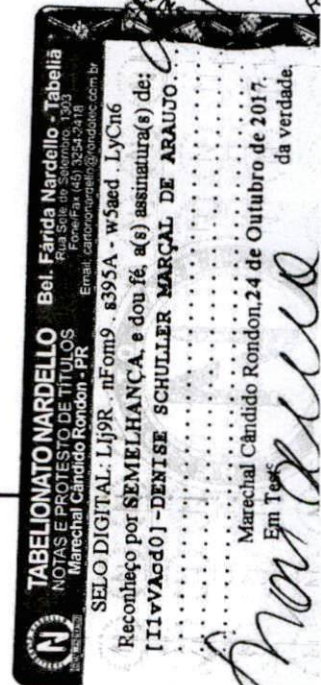 TABELIONATO NARDELLO Bel. Fárida Nardello - Tabeliã
NOTAS E PROTESTO DE TÍTULOS Rua Sete de Setembro, 1303
Marechal Cândido Rondon - PR Fone/Fax (45) 3254-2418
Email: cartorionardello@rondotec.com.br
N
SELO DIGITAL: LIj9R . nFom9 . s395A - w5aed . LyCn6
Reconheço por SEMELHANÇA, e dou fé, a(s) assinatura(s) de:
[I1vVAod0]-DENISE SCHULLER MARÇAL DE ARAUJO
Marechal Cândido Rondon,24 de Outubro de 2017.
Em Test da verdade.